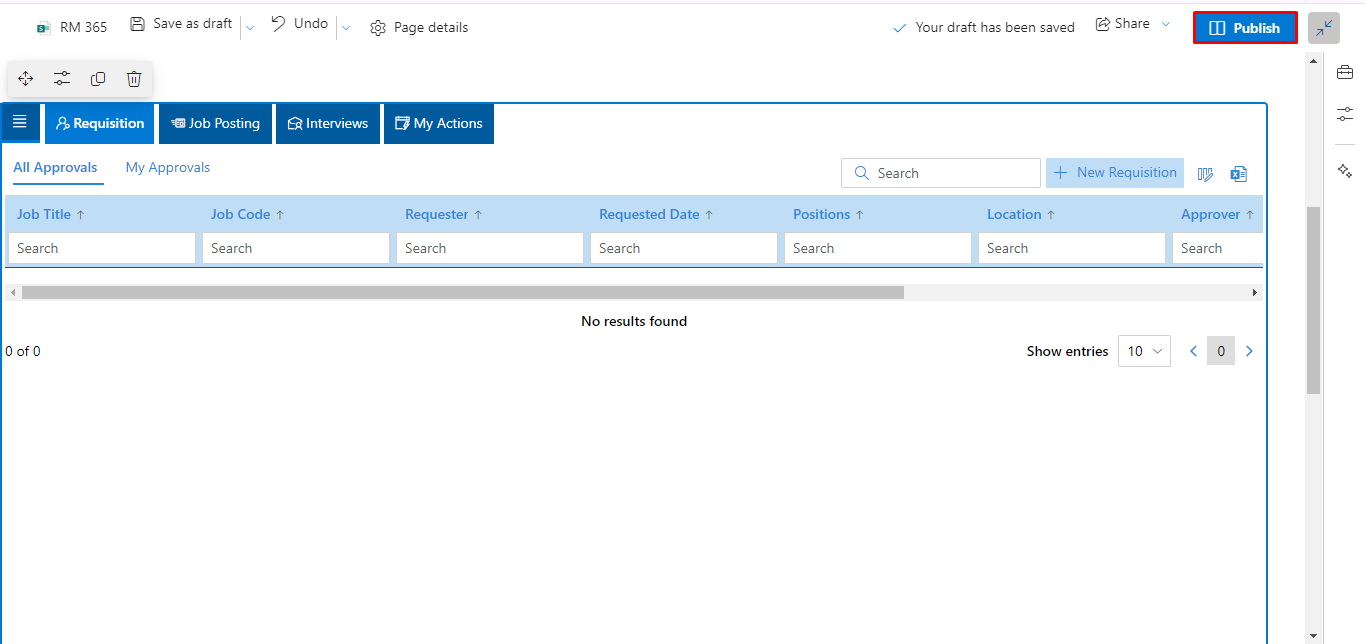 RM 365 Save as draft Undo Page details Your draft has been saved Share Publish
Requisition Job Posting Interviews My Actions
All Approvals My Approvals Search New Requisition
Job Title Job Code Requester Requested Date Positions Location Approver
Search Search Search Search Search Search Search
No results found
0 of 0 Show entries 10 0